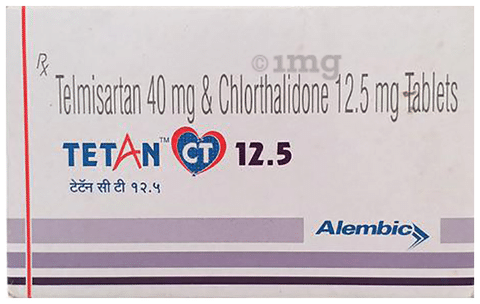 ©1mg
Rx
Telmisartan 40 mg & Chlorthalidone 12.5 mg Tablets
TETAN™ CT 12.5
टेटॅन सी टी १२.५
Alembic